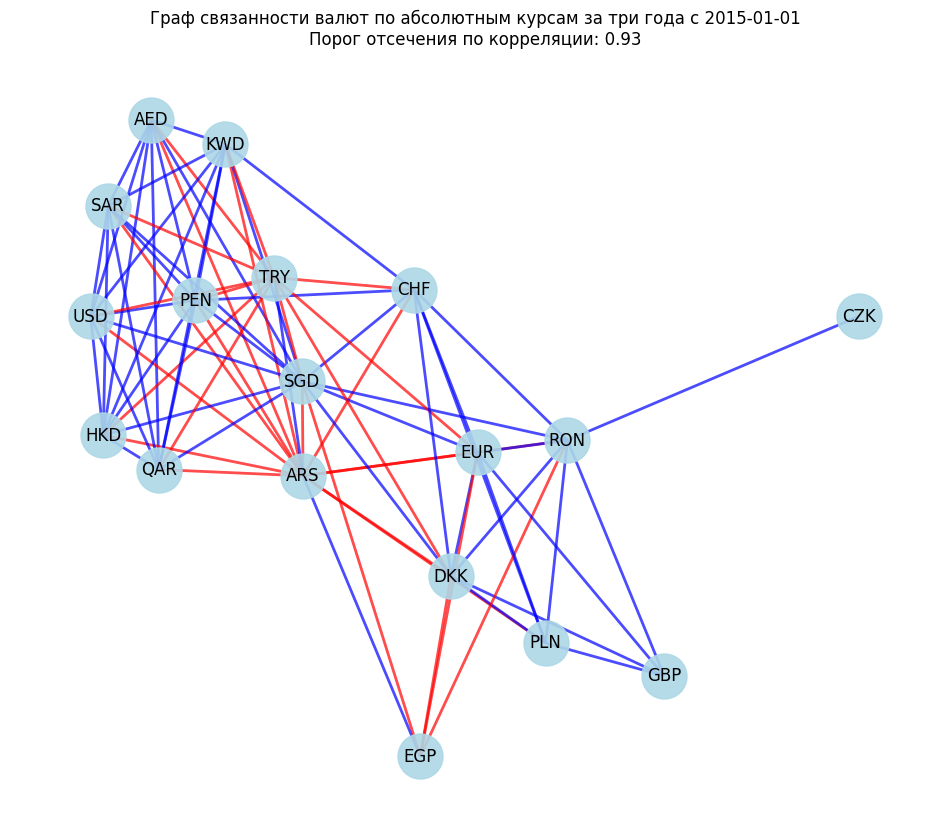 Граф связанности валют по абсолютным курсам за три года с 2015-01-01
Порог отсечения по корреляции: 0.93
AED
KWD
SAR
TRY
CHF
PEN
USD
CZK
SGD
HKD
RON
EUR
QAR
ARS
DKK
PLN
GBP
EGP